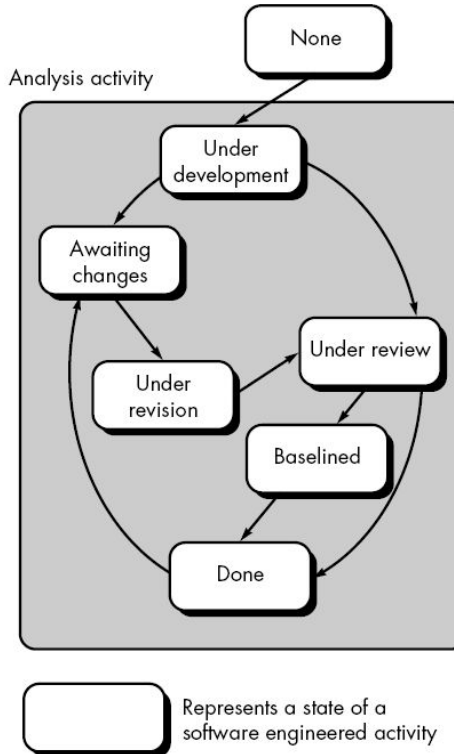 None
Analysis activity
Under
development
Awaiting
changes
Under review
Under
revision
Baselined
Done
Represents a state of a
software engineered activity